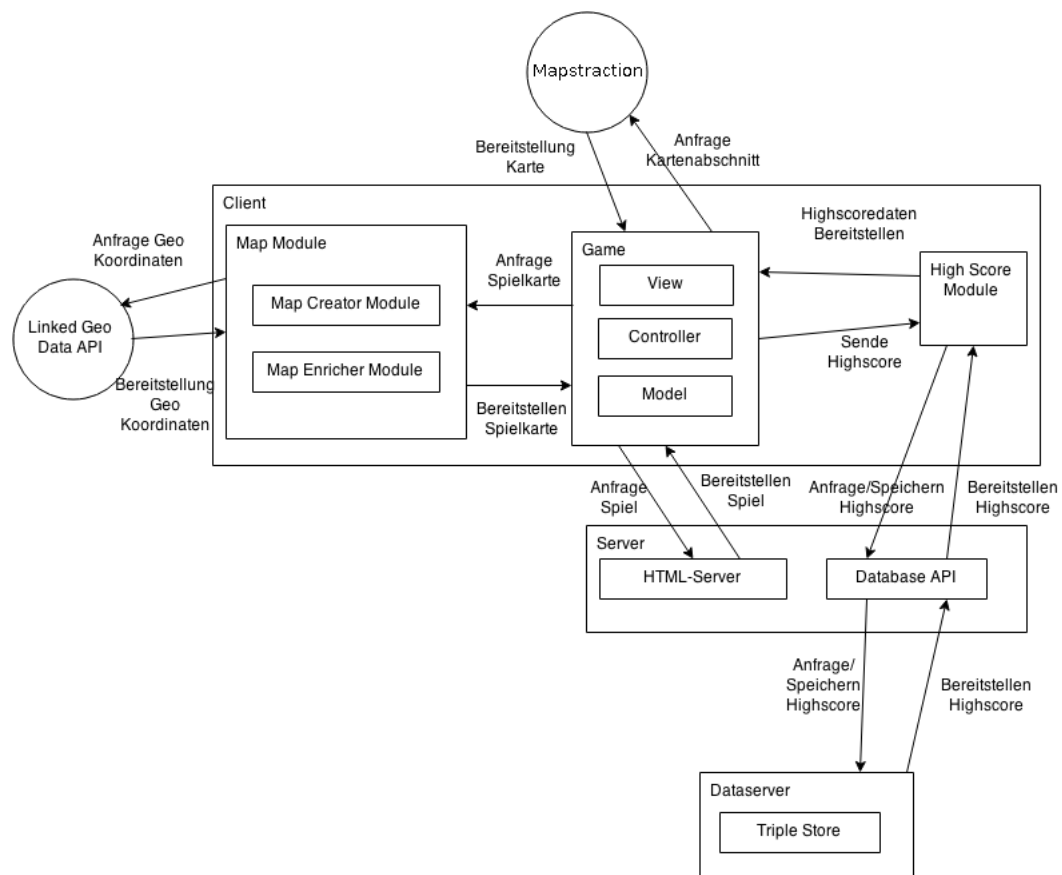 Mapstraction
Bereitstellung
Karte
Anfrage
Kartenabschnitt
Client
Map Module
Map Creator Module
Map Enricher Module
Anfrage Geo
Koordinaten
Linked Geo
Data API
Bereitstellung
Geo
Koordinaten
Anfrage
Spielkarte
Bereitstellen
Spielkarte
Game
View
Controller
Model
Highscoredaten
Bereitstellen
High Score
Module
Sende
Highscore
Anfrage
Spiel
Bereitstellen
Spiel
Anfrage/Speichern
Highscore
Bereitstellen
Highscore
Server
HTML-Server
Database API
Anfrage/
Speichern
Highscore
Bereitstellen
Highscore
Dataserver
Triple Store